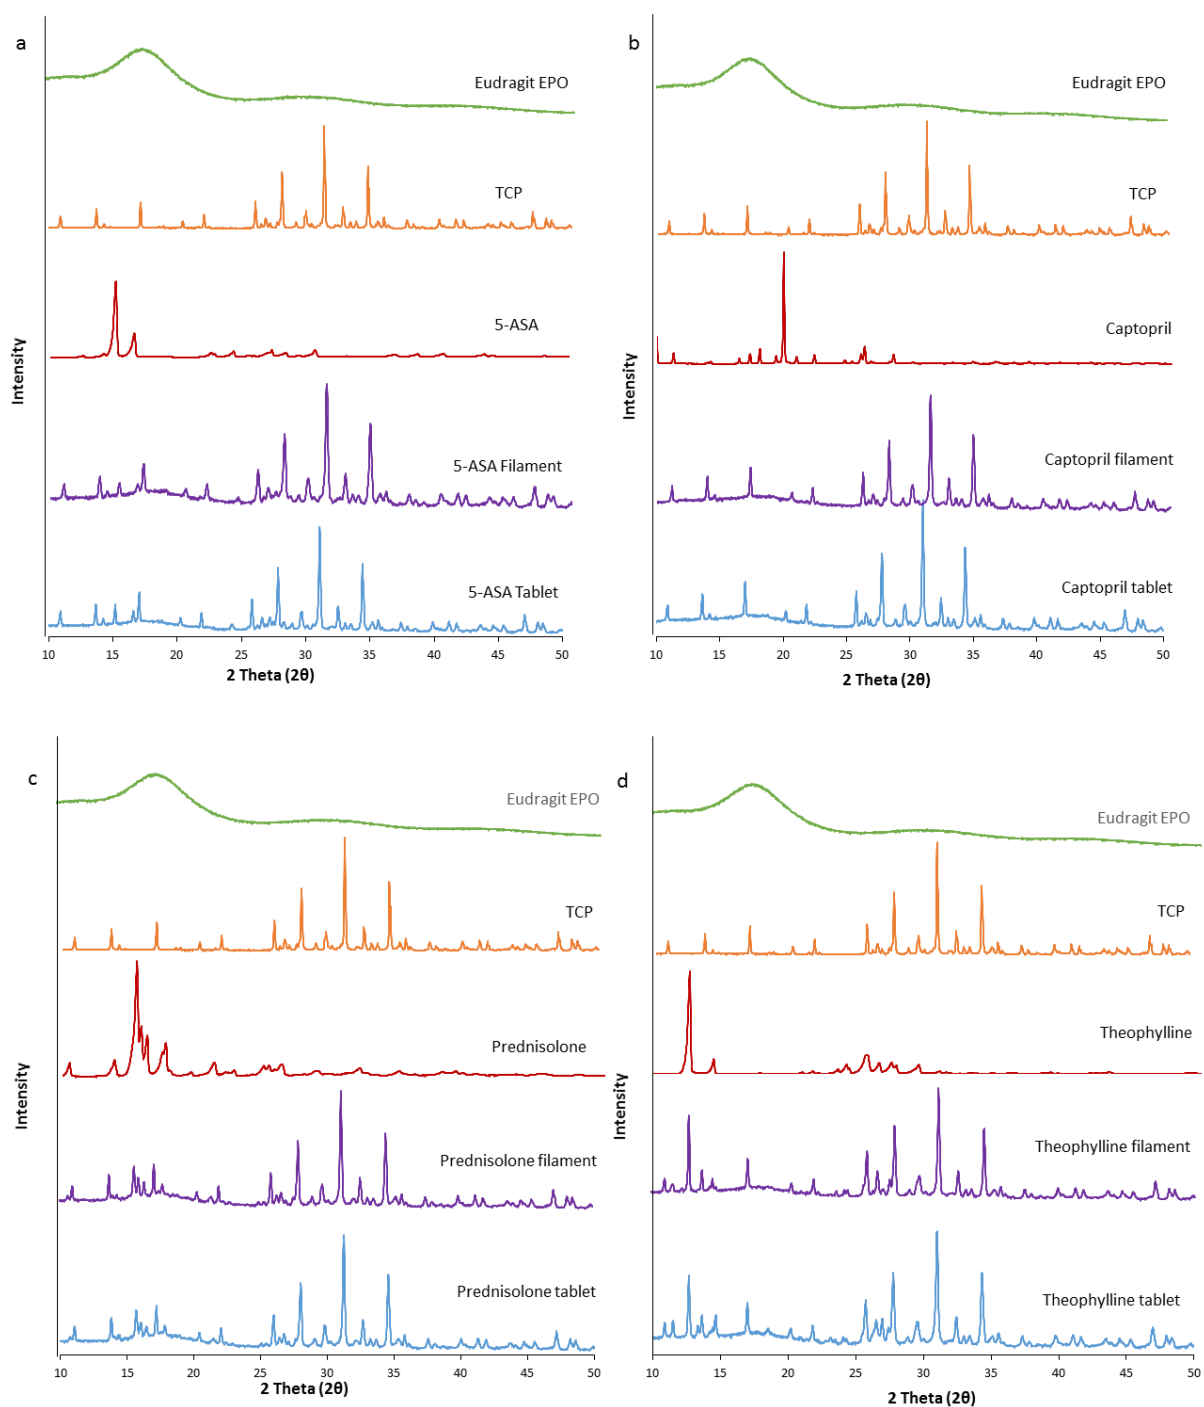 a
Eudragit EPO
TCP
5-ASA
5-ASA Filament
5-ASA Tablet
Intensity
10 15 20 25 30 35 40 45 50
2 Theta (2θ)
b
Eudragit EPO
TCP
Captopril
Captopril filament
Captopril tablet
Intensity
10 15 20 25 30 35 40 45 50
2 Theta (2θ)
c
Eudragit EPO
TCP
Prednisolone
Prednisolone filament
Prednisolone tablet
Intensity
10 15 20 25 30 35 40 45 50
2 Theta (2θ)
d
Eudragit EPO
TCP
Theophylline
Theophylline filament
Theophylline tablet
Intensity
10 15 20 25 30 35 40 45 50
2 Theta (2θ)